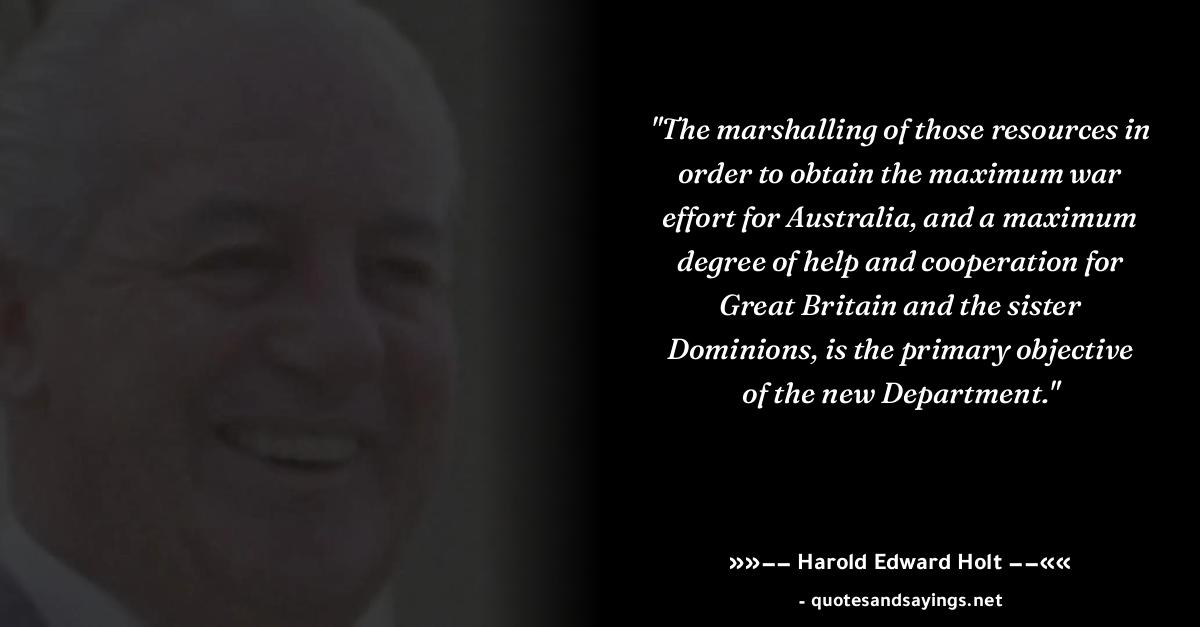 "The marshalling of those resources in
order to obtain the maximum war
effort for Australia, and a maximum
degree of help and cooperation for
Great Britain and the sister
Dominions, is the primary objective
of the new Department."
»»−− Harold Edward Holt −−««
- quotesandsayings.net